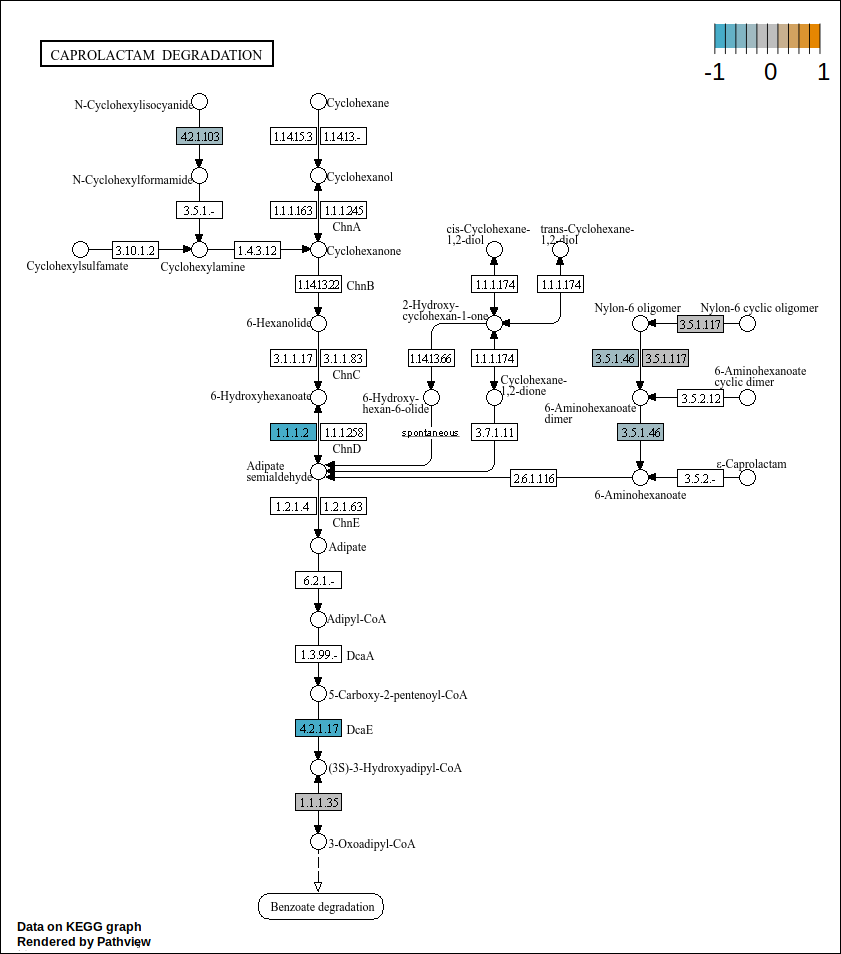 CAPROLACTAM DEGRADATION
-1 0 1
N-Cyclohexylisocyanide
Cyclohexane
4.2.1.103
1.14.15.3
1.14.13.-
N-Cyclohexylformamide
Cyclohexanol
3.5.1.-
1.1.1.163
1.1.1.245
ChnA
cis-Cyclohexane-
1,2-diol
trans-Cyclohexane-
1,2-diol
3.10.1.2
1.4.3.12
Cyclohexanone
Cyclohexylsulfamate
Cyclohexylamine
1.14.13.22
ChnB
1.1.1.174
1.1.1.174
2-Hydroxy-
cyclohexan-1-one
Nylon-6 oligomer
Nylon-6 cyclic oligomer
6-Hexanolide
3.5.1.117
3.1.1.17
3.1.1.83
ChnC
1.14.13.66
1.1.1.174
3.5.1.46
3.5.1.117
6-Aminohexanoate
cyclic dimer
Cyclohexane-
1,2-dione
6-Hydroxyhexanoate
6-Hydroxy-
hexan-6-olide
3.5.2.12
6-Aminohexanoate
dimer
1.1.1.2
1.1.1.258
ChnD
spontaneous
3.7.1.11
3.5.1.46
Adipate
semialdehyde
ε-Caprolactam
2.6.1.116
3.5.2.-
6-Aminohexanoate
1.2.1.4
1.2.1.63
ChnE
Adipate
6.2.1.-
Adipyl-CoA
1.3.99.-
DcaA
5-Carboxy-2-pentenoyl-CoA
4.2.1.17
DcaE
(3S)-3-Hydroxyadipyl-CoA
1.1.1.35
3-Oxoadipyl-CoA
Benzoate degradation
Data on KEGG graph
Rendered by Pathview